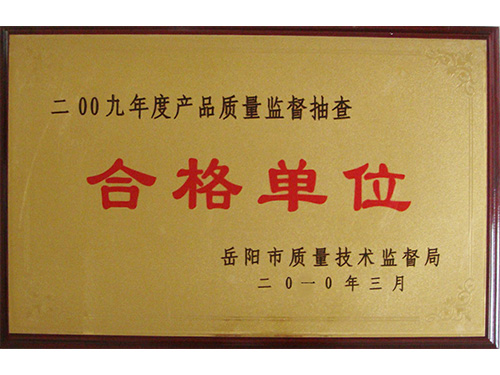 二00九年度产品质量监督抽查
合格单位
岳阳市质量技术监督局
二0一0年三月